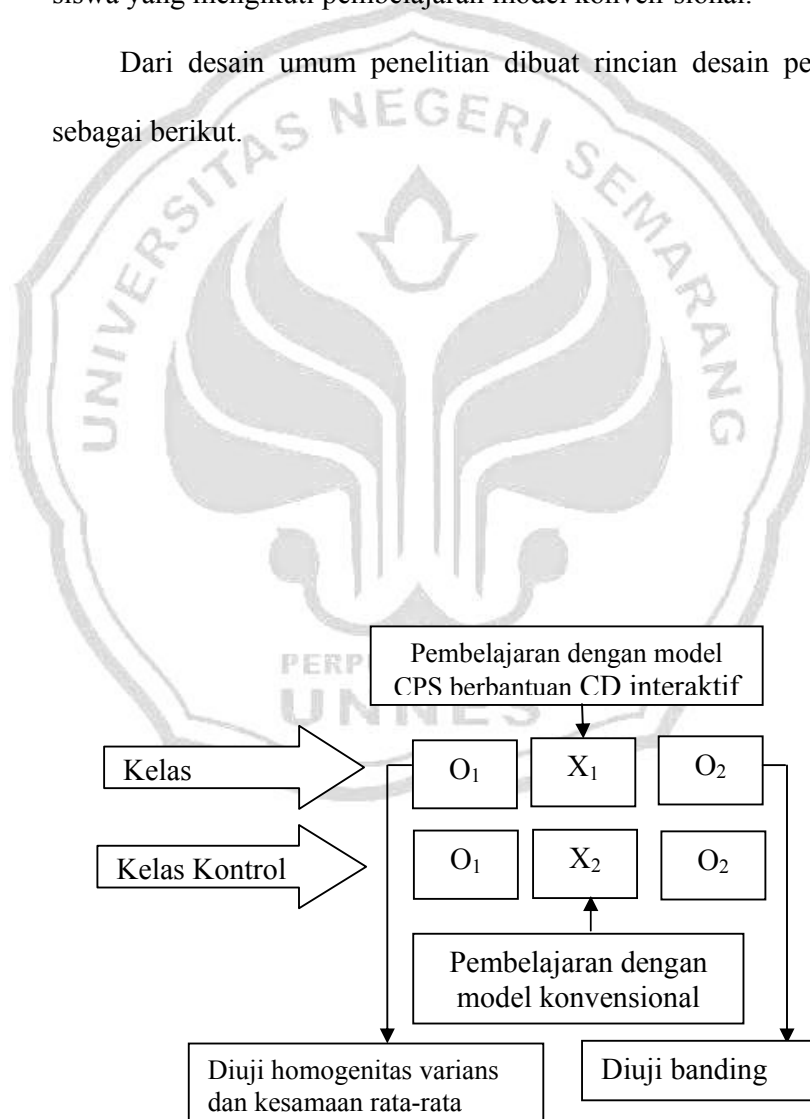 siswa yang mengikuti pembelajaran model konven-sional.
Dari desain umum penelitian dibuat rincian desain pe
sebagai berikut.
UNIVERSITAS NEGERI SEMARANG
PERP
UNNES
Pembelajaran dengan model
CPS berbantuan CD interaktif
Kelas
O1
X1
O2
Kelas Kontrol
O1
X2
O2
Pembelajaran dengan
model konvensional
Diuji homogenitas varians
dan kesamaan rata-rata
Diuji banding